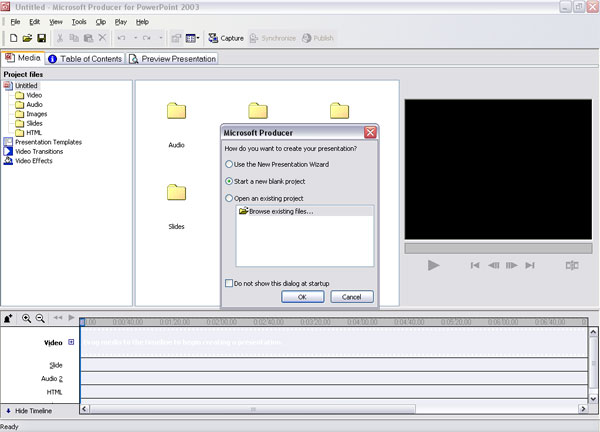 Untitled - Microsoft Producer for PowerPoint 2003
File Edit View Tools Clip Play Help
Capture Synchronize Publish
Media Table of Contents Preview Presentation
Project files
Untitled
Video
Audio
Images
Slides
HTML
Presentation Templates
Video Transitions
Video Effects
Audio
Slides
Microsoft Producer
How do you want to create your presentation?
Use the New Presentation Wizard
Start a new blank project
Open an existing project
Browse existing files...
Do not show this dialog at startup
OK Cancel
0:00:40.00 0:01:20.00 0:02:00.00 0:02:40.00 0:03:20.00 0:04:00.00 0:04:40.00 0:05:20.00 0:06:00.00 0:06:40.00
Video Drag media to the timeline to begin creating a presentation.
Slide
Audio 2
HTML
Hide Timeline
Ready